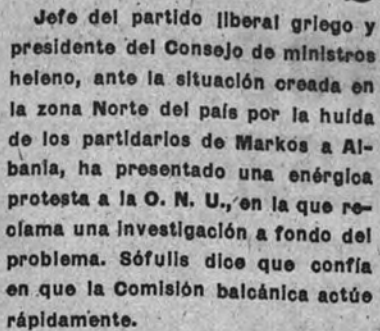 Jefe del partido liberal griego y
presidente del Consejo de ministros
heleno, ante la situación creada en
la zona Norte del país por la huída
de los partidarios de Markos a Al-
bania, ha presentado una enérgica
protesta a la O. N. U., en la que re-
clama una investigación a fondo del
problema. Sófulis dice que confía
en que la Comisión balcánica actúe
rápidamente.